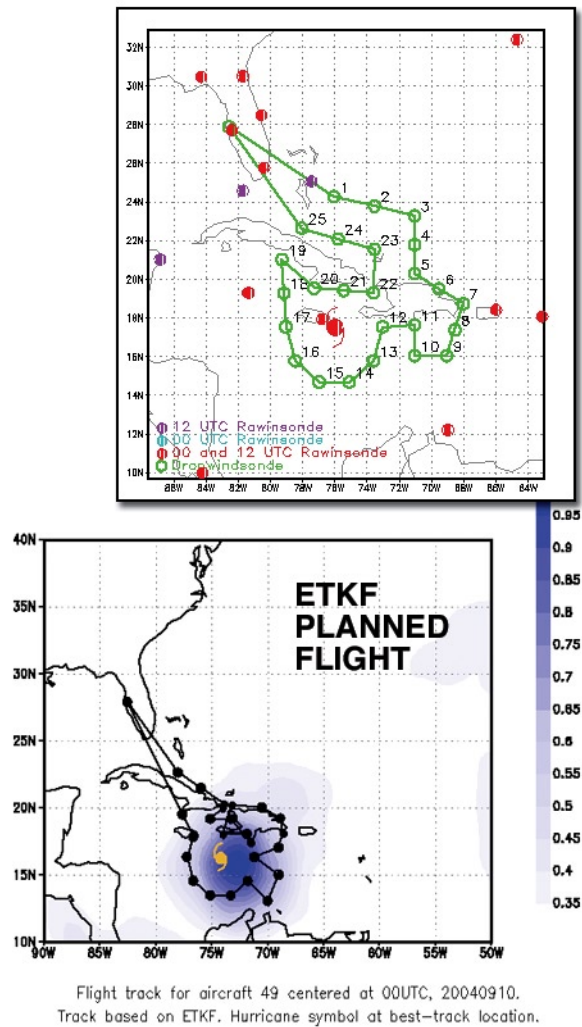 32N
30N
28N
26N
24N
22N
20N
18N
16N
14N
12N
10N
1
2
3
25
24
23
4
19
5
20
21
22
6
7
18
17
12
11
8
16
13
10
9
15
14
12 UTC Rawinsonde
00 UTC Rawinsonde
00 and 12 UTC Rawinsonde
Dropwindsonde
88W 86W 84W 82W 80W 78W 76W 74W 72W 70W 68W 66W 64W
ETKF
PLANNED
FLIGHT
40N
35N
30N
25N
20N
15N
10N
90W 85W 80W 75W 70W 65W 60W 55W 50W
0.95
0.9
0.85
0.8
0.75
0.7
0.65
0.6
0.55
0.5
0.45
0.4
0.35
Flight track for aircraft 49 centered at 00UTC, 20040910.
Track based on ETKF. Hurricane symbol at best-track location.